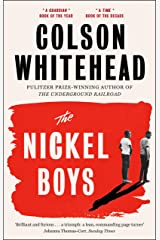 "A GUARDIAN"
BOOK OF THE YEAR
"A TIME"
BOOK OF THE DECADE
COLSON
WHITEHEAD
PULITZER PRIZE-WINNING AUTHOR OF
THE UNDERGROUND RAILROAD
The
NICKEL
BOYS
'Brilliant and furious... a triumph: a lean, commanding page-turner'
Johanna Thomas-Corr, Sunday Times